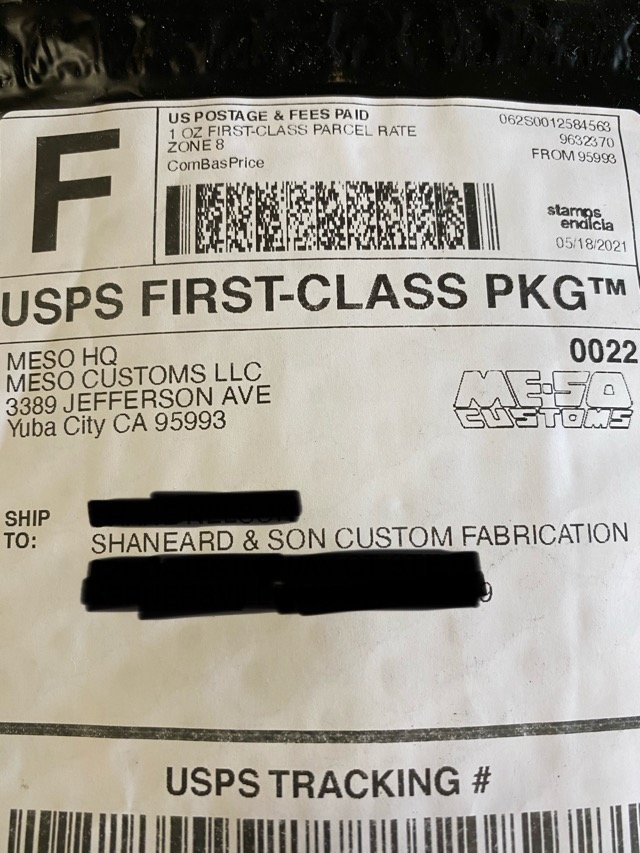 F
US POSTAGE & FEES PAID
1 OZ FIRST-CLASS PARCEL RATE
ZONE 8
ComBasPrice
062S0012584563
9632370
FROM 95993
stamps
endicia
05/18/2021
USPS FIRST-CLASS PKG™
MESO HQ
MESO CUSTOMS LLC
3389 JEFFERSON AVE
Yuba City CA 95993
0022
ME-SO
CUSTOMS
SHIP
TO:
SHANEARD & SON CUSTOM FABRICATION
9
USPS TRACKING #